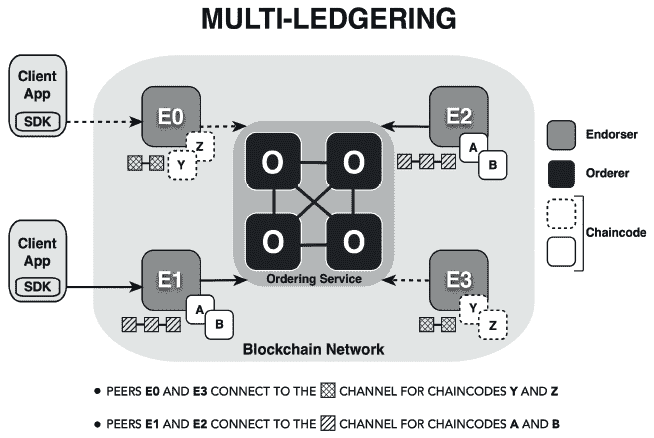 MULTI-LEDGERING
Client
App
SDK
E0
Z
Y
E2
A
B
O
O
O
O
Ordering Service
Client
App
SDK
E1
A
B
E3
Y
Z
Blockchain Network
Endorser
Orderer
Chaincode
• PEERS E0 AND E3 CONNECT TO THE CHANNEL FOR CHAINCODES Y AND Z
• PEERS E1 AND E2 CONNECT TO THE CHANNEL FOR CHAINCODES A AND B